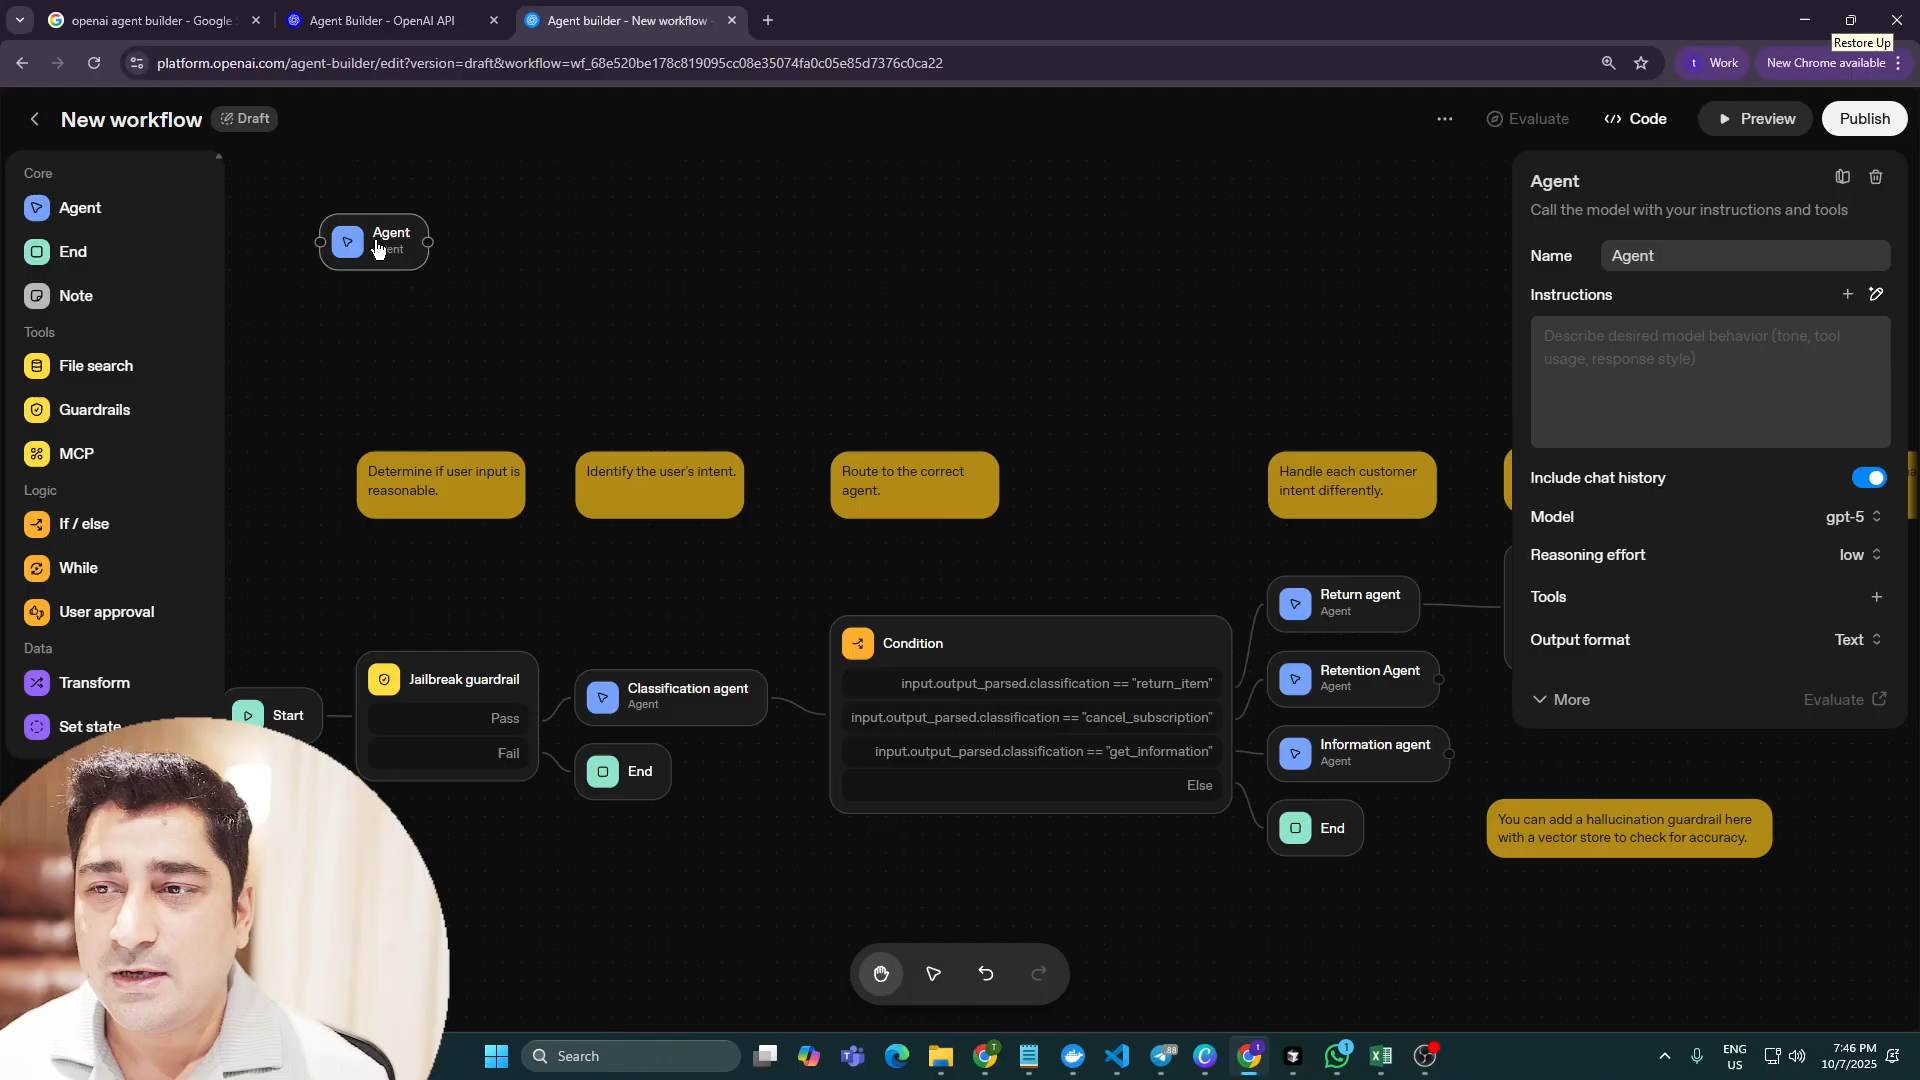 openai agent builder - Google
Agent Builder - OpenAI API
Agent builder - New workflow
Restore Up
platform.openai.com/agent-builder/edit?version=draft&workflow=wf_68e520be178c819095cc08e35074fa0c05e85d7376c0ca22
t Work
New Chrome available
New workflow
Draft
Evaluate
Code
Preview
Publish
Core
Agent
End
Note
Tools
File search
Guardrails
MCP
Logic
If / else
While
User approval
Data
Transform
Set state
Agent
Determine if user input is
reasonable.
Identify the user's intent.
Route to the correct
agent.
Handle each customer
intent differently.
Start
Jailbreak guardrail
Pass
Fail
Classification agent
Agent
End
Condition
input.output_parsed.classification == "return_item"
input.output_parsed.classification == "cancel_subscription"
input.output_parsed.classification == "get_information"
Else
Return agent
Agent
Retention Agent
Agent
Information agent
Agent
End
You can add a hallucination guardrail here
with a vector store to check for accuracy.
Agent
Call the model with your instructions and tools
Name
Agent
Instructions
Describe desired model behavior (tone, tool
usage, response style)
Include chat history
Model
gpt-5
Reasoning effort
low
Tools
Output format
Text
More
Evaluate
Search
T
88
t
1
ENG
US
7:46 PM
10/7/2025